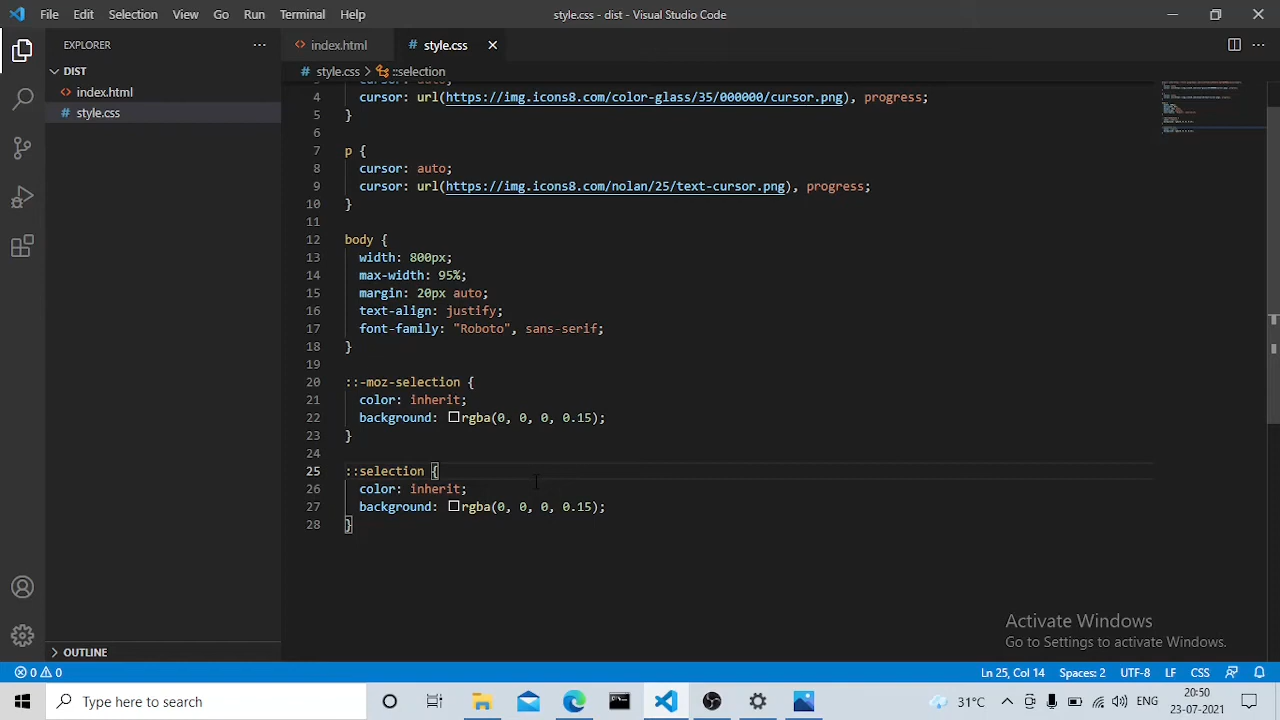 File Edit Selection View Go Run Terminal Help
style.css - dist - Visual Studio Code
EXPLORER
index.html
style.css
DIST
style.css > ::selection
index.html
style.css
4 cursor: url(https://img.icons8.com/color-glass/35/000000/cursor.png), progress;
5 }
6
7 p {
8 cursor: auto;
9 cursor: url(https://img.icons8.com/nolan/25/text-cursor.png), progress;
10 }
11
12 body {
13 width: 800px;
14 max-width: 95%;
15 margin: 20px auto;
16 text-align: justify;
17 font-family: "Roboto", sans-serif;
18 }
19
20 ::-moz-selection {
21 color: inherit;
22 background: rgba(0, 0, 0, 0.15);
23 }
24
25 ::selection {
26 color: inherit;
27 background: rgba(0, 0, 0, 0.15);
28 }
Activate Windows
Go to Settings to activate Windows.
OUTLINE
0 0
Ln 25, Col 14 Spaces: 2 UTF-8 LF CSS
Type here to search
31°C
ENG
20:50
23-07-2021